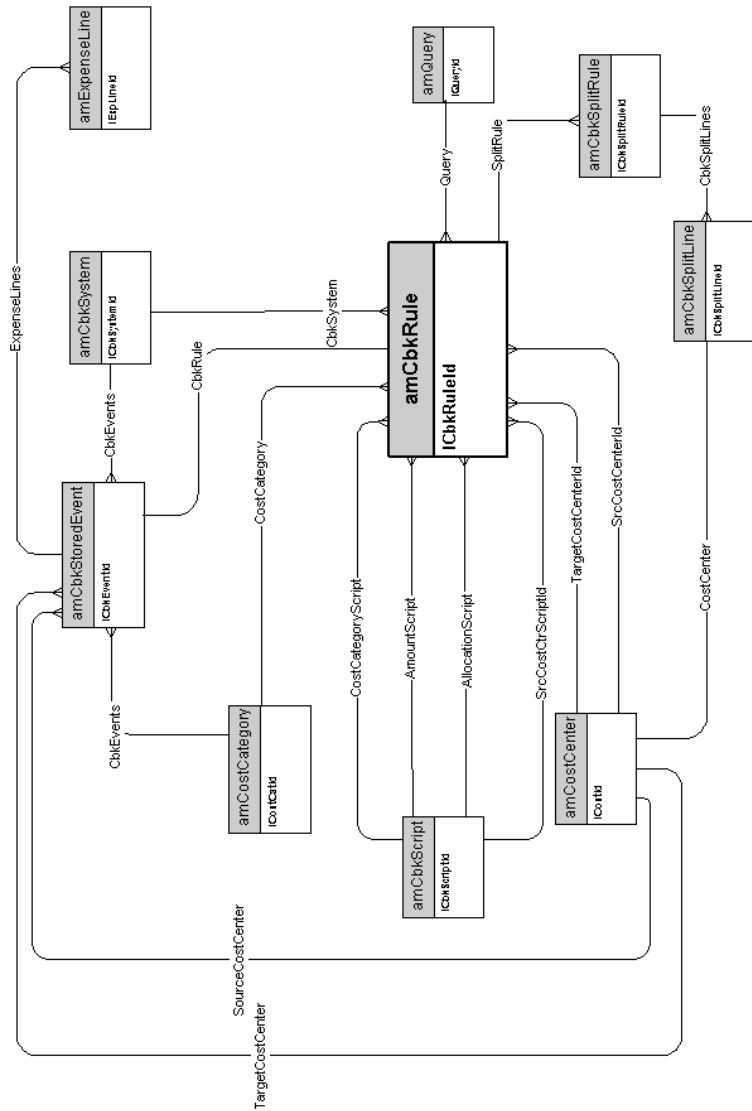 amExpenseLine
lExpLineId
ExpenseLines
amCbkSystem
lCbkSystemId
CbkSystem
CbkEvents
CbkRule
amCbkStoredEvent
lCbkEventId
CbkEvents
amCostCategory
lCostCatId
CostCategory
amQuery
lQueryId
Query
SplitRule
amCbkSplitRule
lCbkSplitRuleId
CbkSplitLines
amCbkSplitLine
lCbkSplitLineId
CostCenter
amCbkRule
lCbkRuleId
CostCategoryScript
AmountScript
AllocationScript
SrcCostCtrScriptId
amCbkScript
lCbkScriptId
TargetCostCenterId
SrcCostCenterId
amCostCenter
lCostId
SourceCostCenter
TargetCostCenter